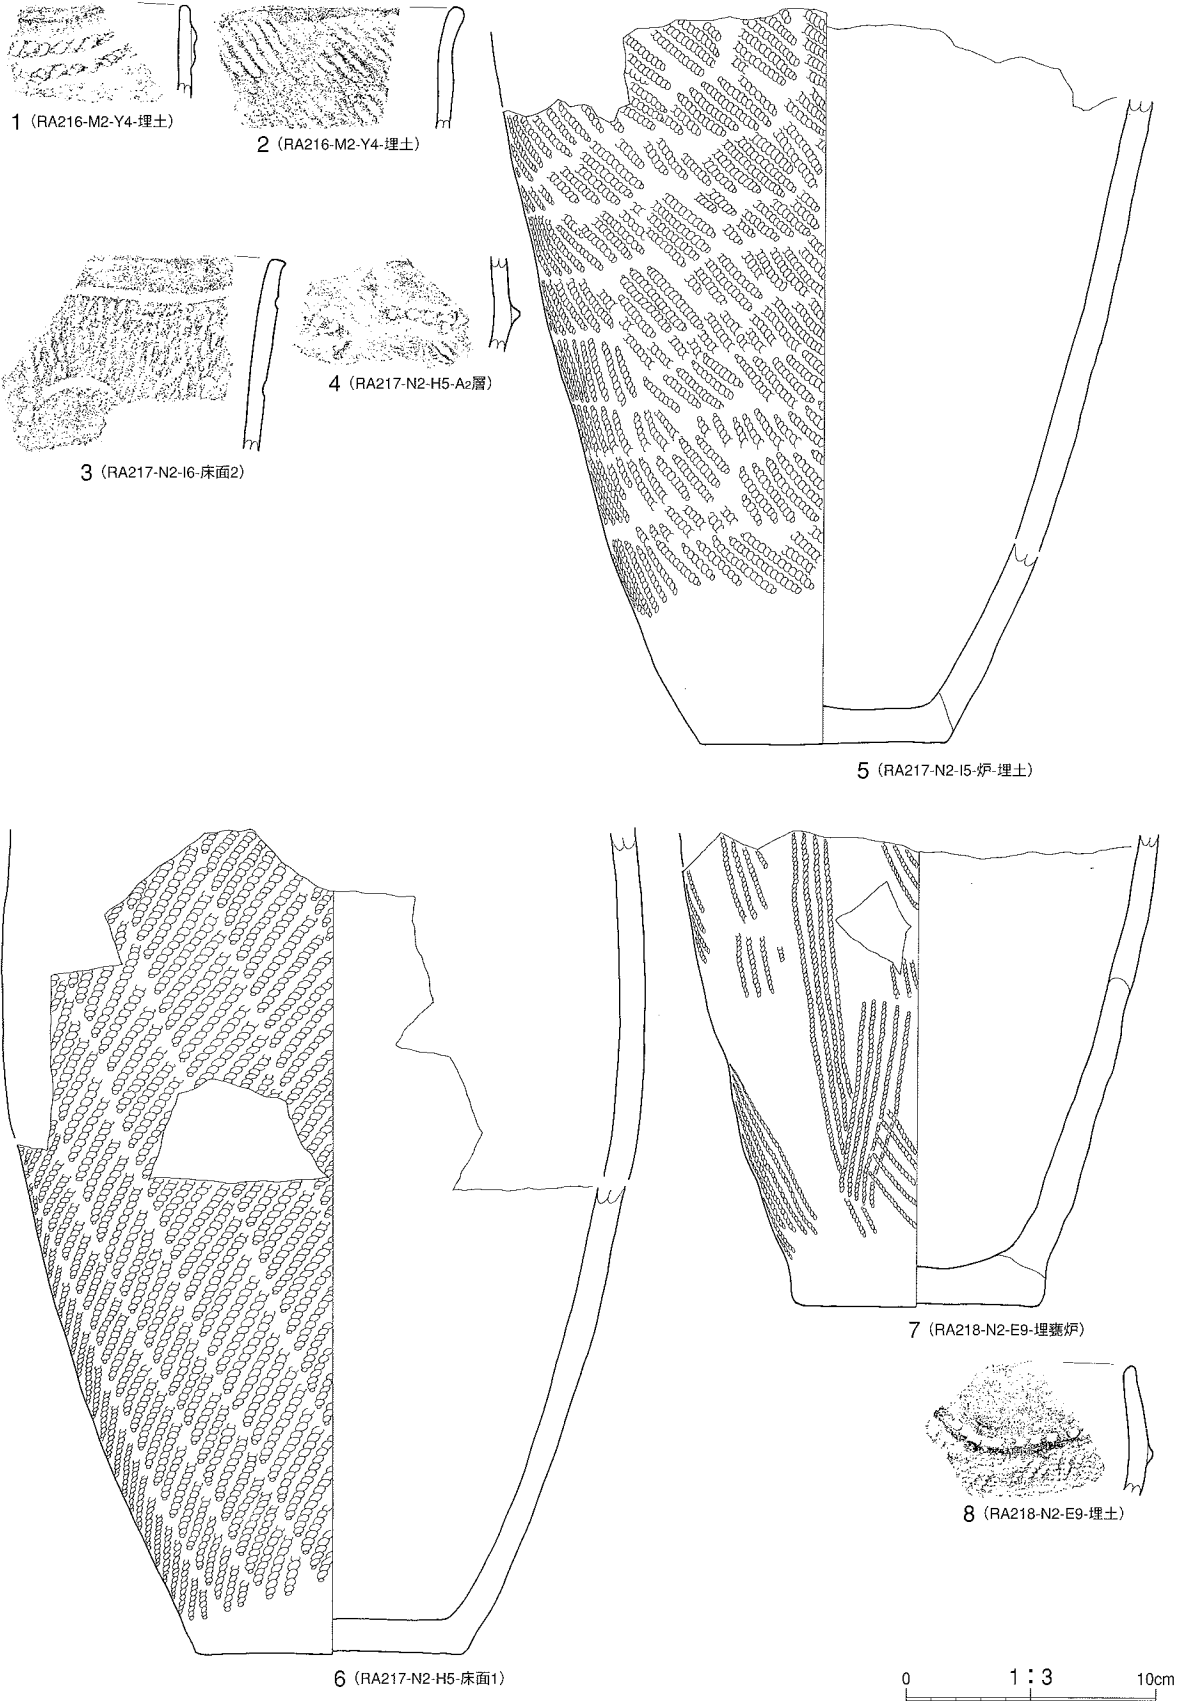 1 (RA216-M2-Y4-埋土)
2 (RA216-M2-Y4-埋土)
3 (RA217-N2-I6-床面2)
4 (RA217-N2-H5-A2層)
5 (RA217-N2-I5-炉-埋土)
6 (RA217-N2-H5-床面1)
7 (RA218-N2-E9-埋甕炉)
8 (RA218-N2-E9-埋土)
0 1:3 10cm